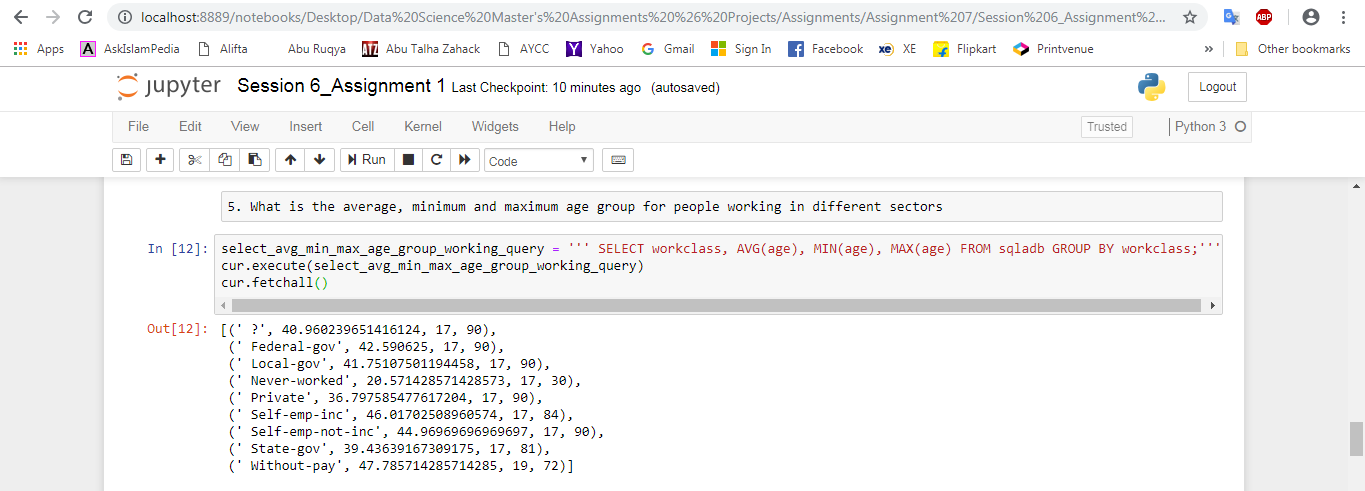 localhost:8889/notebooks/Desktop/Data%20Science%20Master's%20Assignments%20%26%20Projects/Assignments/Assignment%207/Session%206_Assignment%2... ABP
Apps A AskIslamPedia Alifta Abu Ruqya ATZ Abu Talha Zahack AYCC Y Yahoo G Gmail Sign In f Facebook xe XE f Flipkart Printvenue » Other bookmarks
jupyter Session 6_Assignment 1 Last Checkpoint: 10 minutes ago (autosaved) Logout
File Edit View Insert Cell Kernel Widgets Help Trusted Python 3
Run Code
5. What is the average, minimum and maximum age group for people working in different sectors
In [12]: select_avg_min_max_age_group_working_query = ''' SELECT workclass, AVG(age), MIN(age), MAX(age) FROM sqladb GROUP BY workclass;'''
cur.execute(select_avg_min_max_age_group_working_query)
cur.fetchall()
Out[12]: [(' ?', 40.960239651416124, 17, 90),
(' Federal-gov', 42.590625, 17, 90),
(' Local-gov', 41.75107501194458, 17, 90),
(' Never-worked', 20.571428571428573, 17, 30),
(' Private', 36.797585477617204, 17, 90),
(' Self-emp-inc', 46.01702508960574, 17, 84),
(' Self-emp-not-inc', 44.96969696969697, 17, 90),
(' State-gov', 39.43639167309175, 17, 81),
(' Without-pay', 47.785714285714285, 19, 72)]